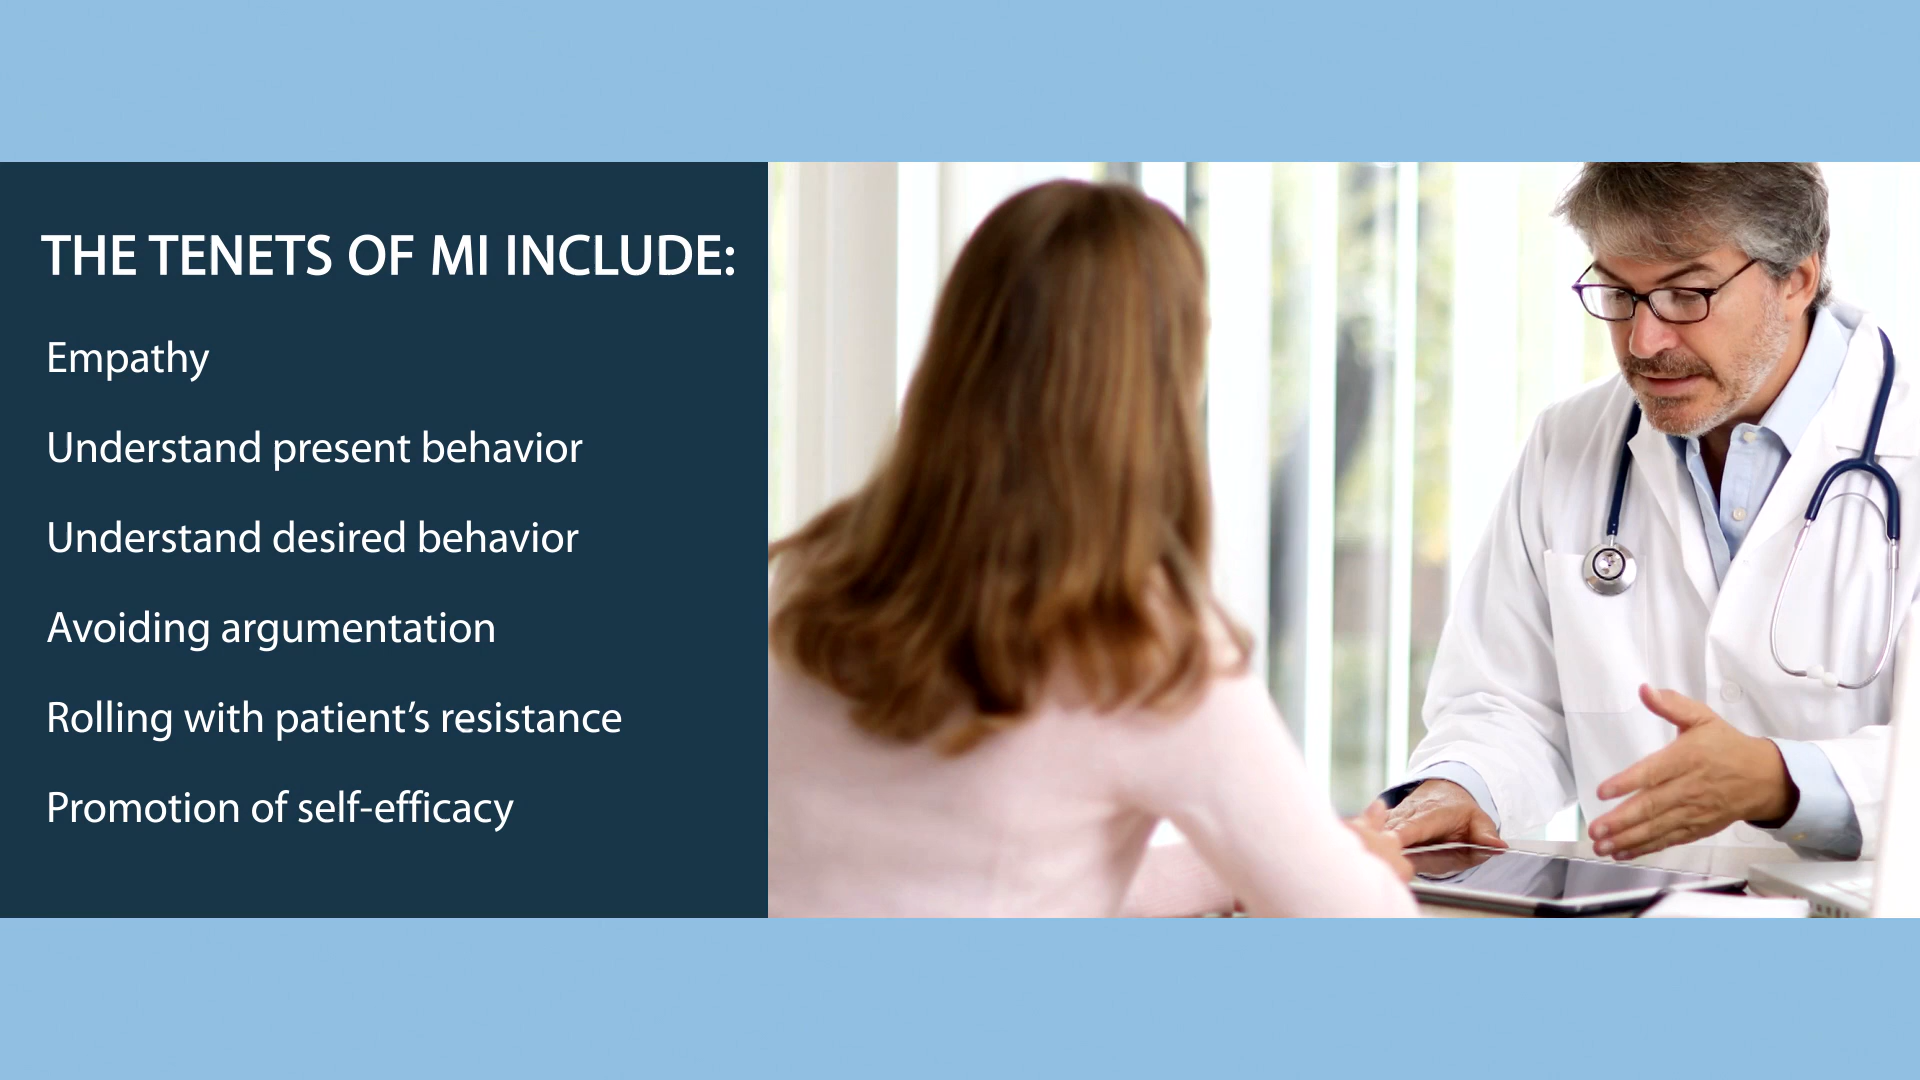 THE TENETS OF MI INCLUDE:
Empathy
Understand present behavior
Understand desired behavior
Avoiding argumentation
Rolling with patient’s resistance
Promotion of self-efficacy